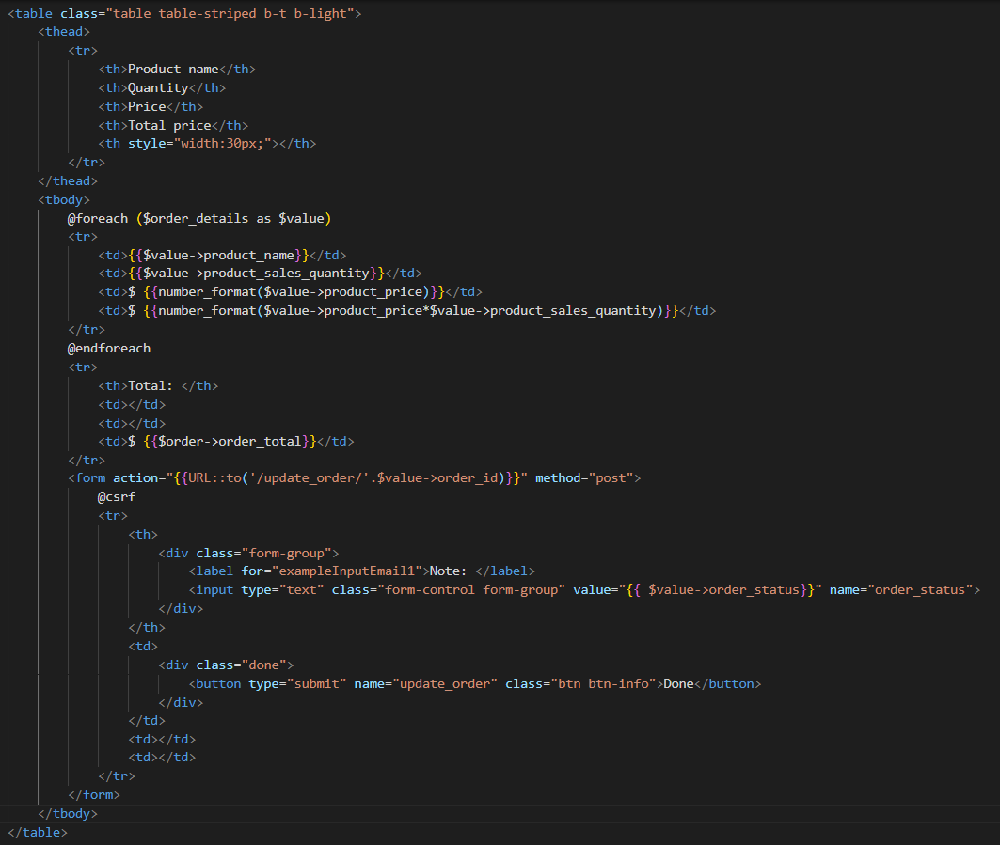 <table class="table table-striped b-t b-light">
    <thead>
        <tr>
            <th>Product name</th>
            <th>Quantity</th>
            <th>Price</th>
            <th>Total price</th>
            <th style="width:30px;"></th>
        </tr>
    </thead>
    <tbody>
        @foreach ($order_details as $value)
        <tr>
            <td>{{$value->product_name}}</td>
            <td>{{$value->product_sales_quantity}}</td>
            <td>$ {{number_format($value->product_price)}}</td>
            <td>$ {{number_format($value->product_price*$value->product_sales_quantity)}}</td>
        </tr>
        @endforeach
        <tr>
            <th>Total: </th>
            <td></td>
            <td></td>
            <td>$ {{$order->order_total}}</td>
        </tr>
        <form action="{{URL::to('/update_order/'.$value->order_id)}}" method="post">
            @csrf
            <tr>
                <th>
                    <div class="form-group">
                        <label for="exampleInputEmail1">Note: </label>
                        <input type="text" class="form-control form-group" value="{{ $value->order_status}}" name="order_status">
                    </div>
                </th>
                <td>
                    <div class="done">
                        <button type="submit" name="update_order" class="btn btn-info">Done</button>
                    </div>
                </td>
                <td></td>
                <td></td>
            </tr>
        </form>
    </tbody>
</table>